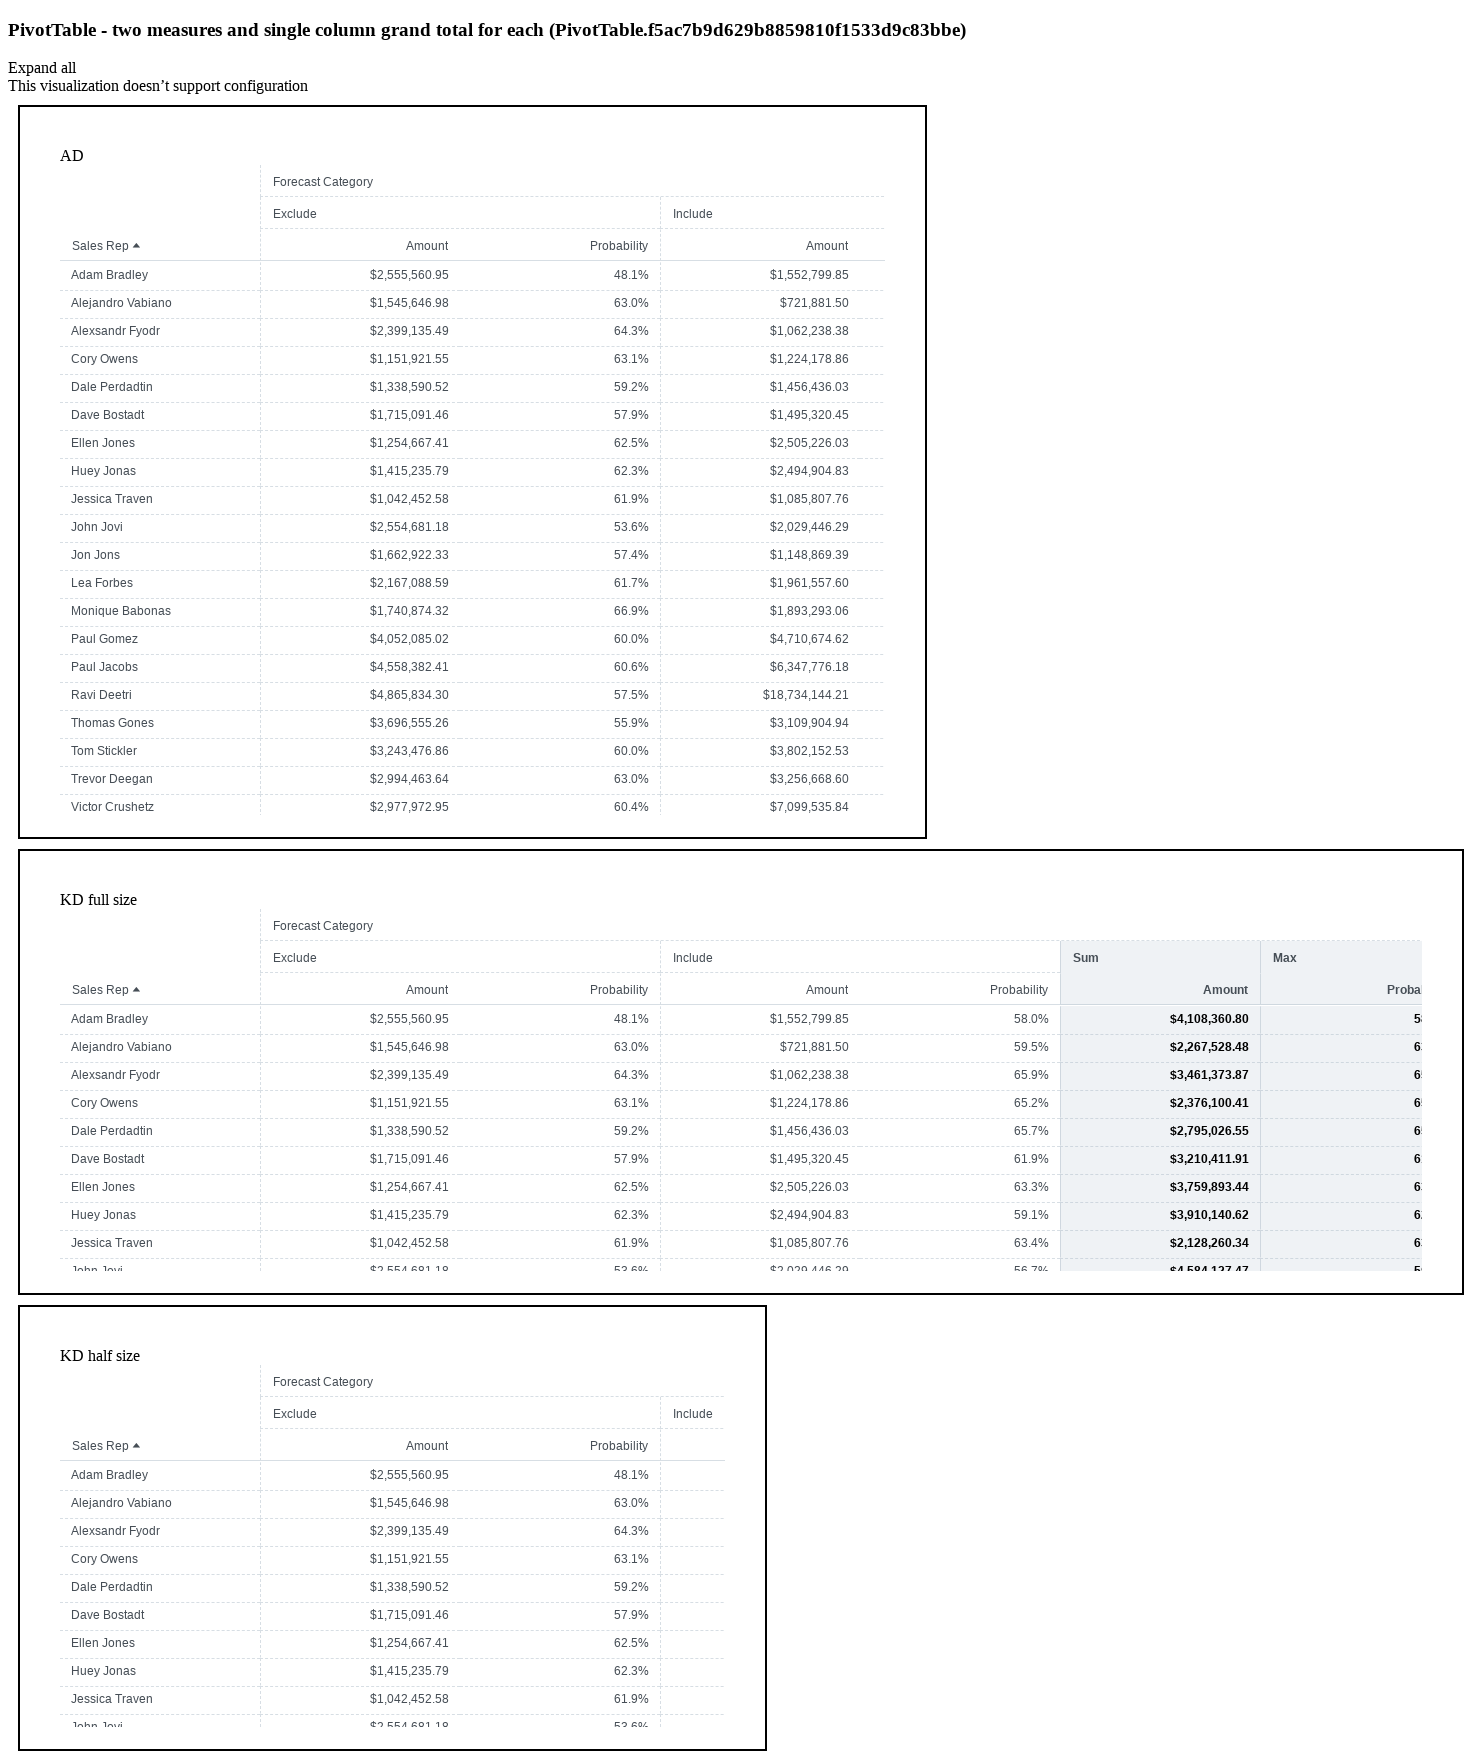 PivotTable - two measures and single column grand total for each (PivotTable.f5ac7b9d629b8859810f1533d9c83bbe)
Expand all
This visualization doesn’t support configuration
AD
Forecast Category
Exclude Include
Sales Rep Amount Probability Amount
Adam Bradley $2,555,560.95 48.1% $1,552,799.85
Alejandro Vabiano $1,545,646.98 63.0% $721,881.50
Alexsandr Fyodr $2,399,135.49 64.3% $1,062,238.38
Cory Owens $1,151,921.55 63.1% $1,224,178.86
Dale Perdadtin $1,338,590.52 59.2% $1,456,436.03
Dave Bostadt $1,715,091.46 57.9% $1,495,320.45
Ellen Jones $1,254,667.41 62.5% $2,505,226.03
Huey Jonas $1,415,235.79 62.3% $2,494,904.83
Jessica Traven $1,042,452.58 61.9% $1,085,807.76
John Jovi $2,554,681.18 53.6% $2,029,446.29
Jon Jons $1,662,922.33 57.4% $1,148,869.39
Lea Forbes $2,167,088.59 61.7% $1,961,557.60
Monique Babonas $1,740,874.32 66.9% $1,893,293.06
Paul Gomez $4,052,085.02 60.0% $4,710,674.62
Paul Jacobs $4,558,382.41 60.6% $6,347,776.18
Ravi Deetri $4,865,834.30 57.5% $18,734,144.21
Thomas Gones $3,696,555.26 55.9% $3,109,904.94
Tom Stickler $3,243,476.86 60.0% $3,802,152.53
Trevor Deegan $2,994,463.64 63.0% $3,256,668.60
Victor Crushetz $2,977,972.95 60.4% $7,099,535.84
KD full size
Forecast Category
Exclude Include Sum Max
Sales Rep Amount Probability Amount Probability Amount
Adam Bradley $2,555,560.95 48.1% $1,552,799.85 58.0% $4,108,360.80
Alejandro Vabiano $1,545,646.98 63.0% $721,881.50 59.5% $2,267,528.48
Alexsandr Fyodr $2,399,135.49 64.3% $1,062,238.38 65.9% $3,461,373.87
Cory Owens $1,151,921.55 63.1% $1,224,178.86 65.2% $2,376,100.41
Dale Perdadtin $1,338,590.52 59.2% $1,456,436.03 65.7% $2,795,026.55
Dave Bostadt $1,715,091.46 57.9% $1,495,320.45 61.9% $3,210,411.91
Ellen Jones $1,254,667.41 62.5% $2,505,226.03 63.3% $3,759,893.44
Huey Jonas $1,415,235.79 62.3% $2,494,904.83 59.1% $3,910,140.62
Jessica Traven $1,042,452.58 61.9% $1,085,807.76 63.4% $2,128,260.34
John Jovi $2,554,681.18 53.6% $2,029,446.29 56.7% $4,584,127.47
KD half size
Forecast Category
Exclude Include
Sales Rep Amount Probability
Adam Bradley $2,555,560.95 48.1%
Alejandro Vabiano $1,545,646.98 63.0%
Alexsandr Fyodr $2,399,135.49 64.3%
Cory Owens $1,151,921.55 63.1%
Dale Perdadtin $1,338,590.52 59.2%
Dave Bostadt $1,715,091.46 57.9%
Ellen Jones $1,254,667.41 62.5%
Huey Jonas $1,415,235.79 62.3%
Jessica Traven $1,042,452.58 61.9%
John Jovi $2,554,681.18 53.6%